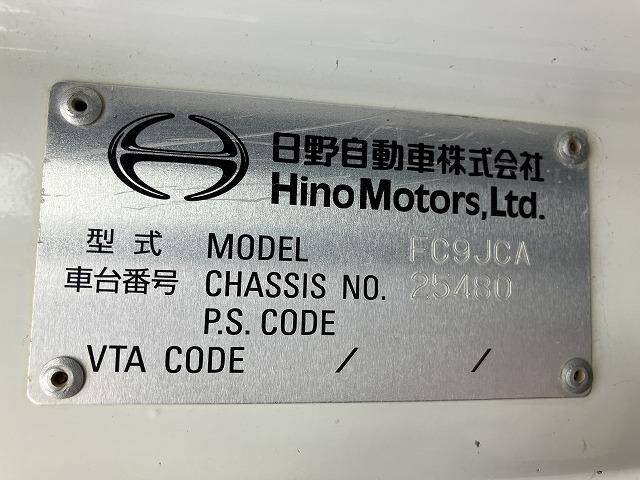 日野自動車株式会社
Hino Motors, Ltd.
型式 MODEL FC9JCA
車台番号 CHASSIS NO. 25480
P.S. CODE
VTA CODE / /